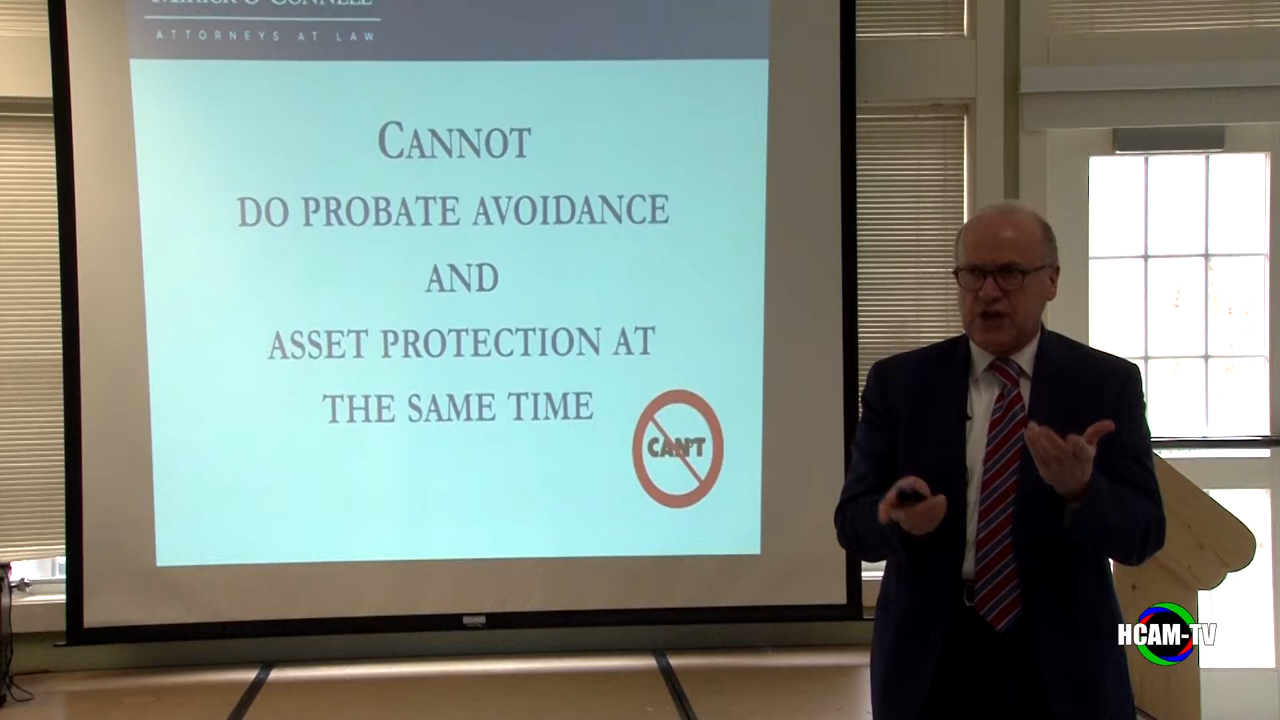 ATTORNEYS AT LAW
CANNOT
DO PROBATE AVOIDANCE
AND
ASSET PROTECTION AT
THE SAME TIME
CAN'T
HCAM-TV